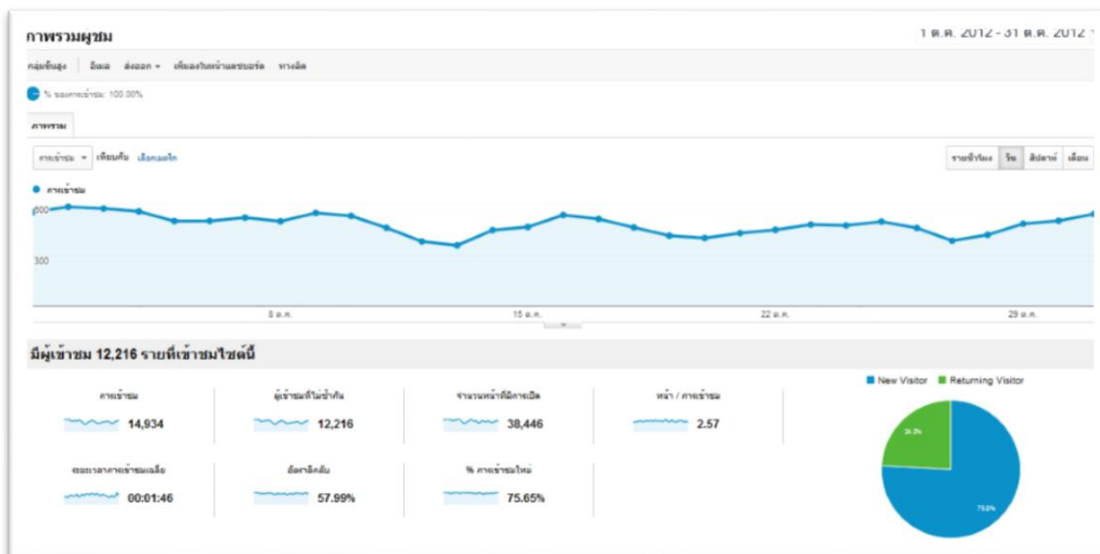 ภาพรวมผู้ชม
1 ต.ค. 2012 - 31 ต.ค. 2012
กลุ่มขั้นสูง อีเมล ส่งออก เพิ่มลงในหน้าแดชบอร์ด ทางลัด
% ของการเข้าชม: 100.00%
ภาพรวม
การเข้าชม เทียบกับ เลือกเมตริก
รายชั่วโมง วัน สัปดาห์ เดือน
การเข้าชม
600
300
8 ต.ค. 15 ต.ค. 22 ต.ค. 29 ต.ค.
มีผู้เข้าชม 12,216 รายที่เข้าชมไซต์นี้
New Visitor Returning Visitor
การเข้าชม ผู้เข้าชมที่ไม่ซ้ำกัน จำนวนหน้าที่มีการเปิด หน้า / การเข้าชม
14,934 12,216 38,446 2.57
ระยะเวลาการเข้าชมเฉลี่ย อัตราตีกลับ % การเข้าชมใหม่
00:01:46 57.99% 75.65%